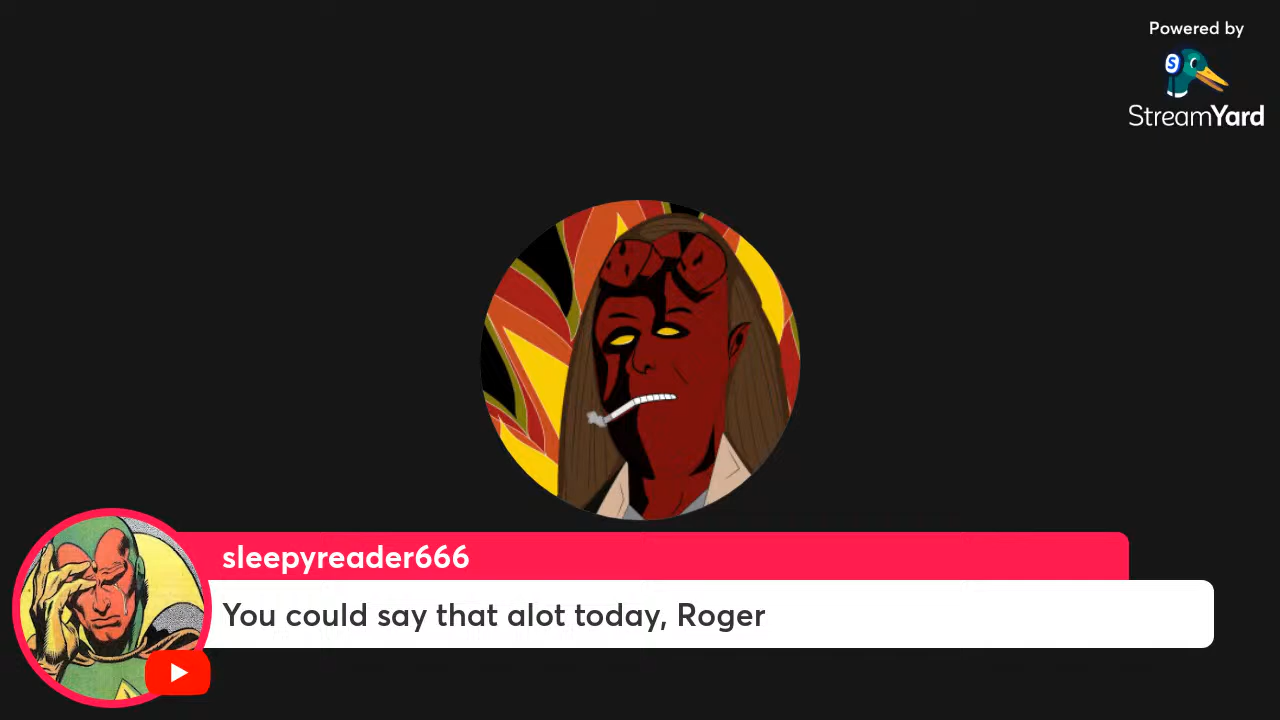 Powered by
S
StreamYard
sleepyreader666
You could say that alot today, Roger